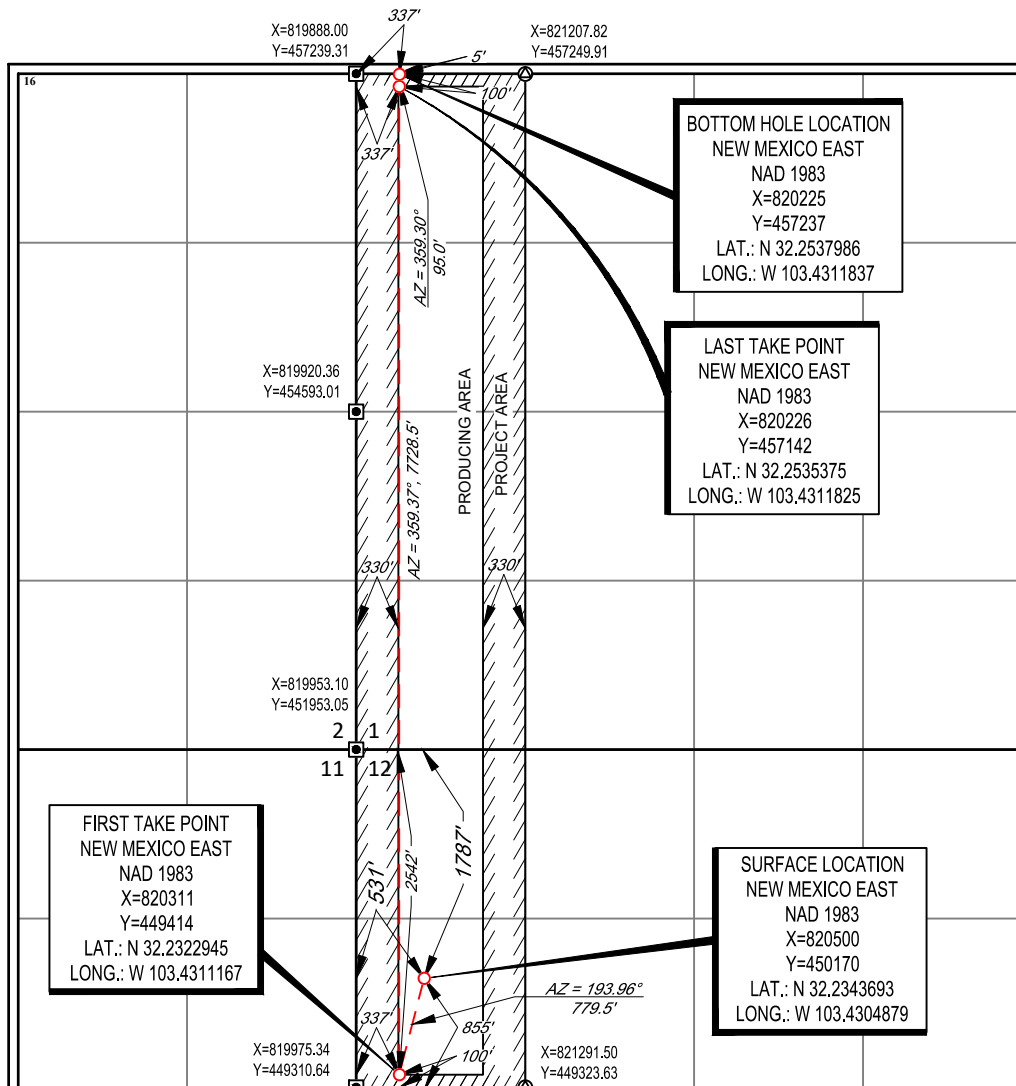 337'
X=819888.00
Y=457239.31
X=821207.82
Y=457249.91
5'
16
100'
337'
BOTTOM HOLE LOCATION
NEW MEXICO EAST
NAD 1983
X=820225
Y=457237
LAT.: N 32.2537986
LONG.: W 103.4311837
AZ = 359.30°
95.0'
LAST TAKE POINT
NEW MEXICO EAST
NAD 1983
X=820226
Y=457142
LAT.: N 32.2535375
LONG.: W 103.4311825
X=819920.36
Y=454593.01
AZ = 359.37°, 7728.5'
PRODUCING AREA
PROJECT AREA
330'
330'
X=819953.10
Y=451953.05
2 1
11 12
FIRST TAKE POINT
NEW MEXICO EAST
NAD 1983
X=820311
Y=449414
LAT.: N 32.2322945
LONG.: W 103.4311167
531'
2542'
1787'
SURFACE LOCATION
NEW MEXICO EAST
NAD 1983
X=820500
Y=450170
LAT.: N 32.2343693
LONG.: W 103.4304879
AZ = 193.96°
779.5'
337'
855'
100'
X=819975.34
Y=449310.64
X=821291.50
Y=449323.63